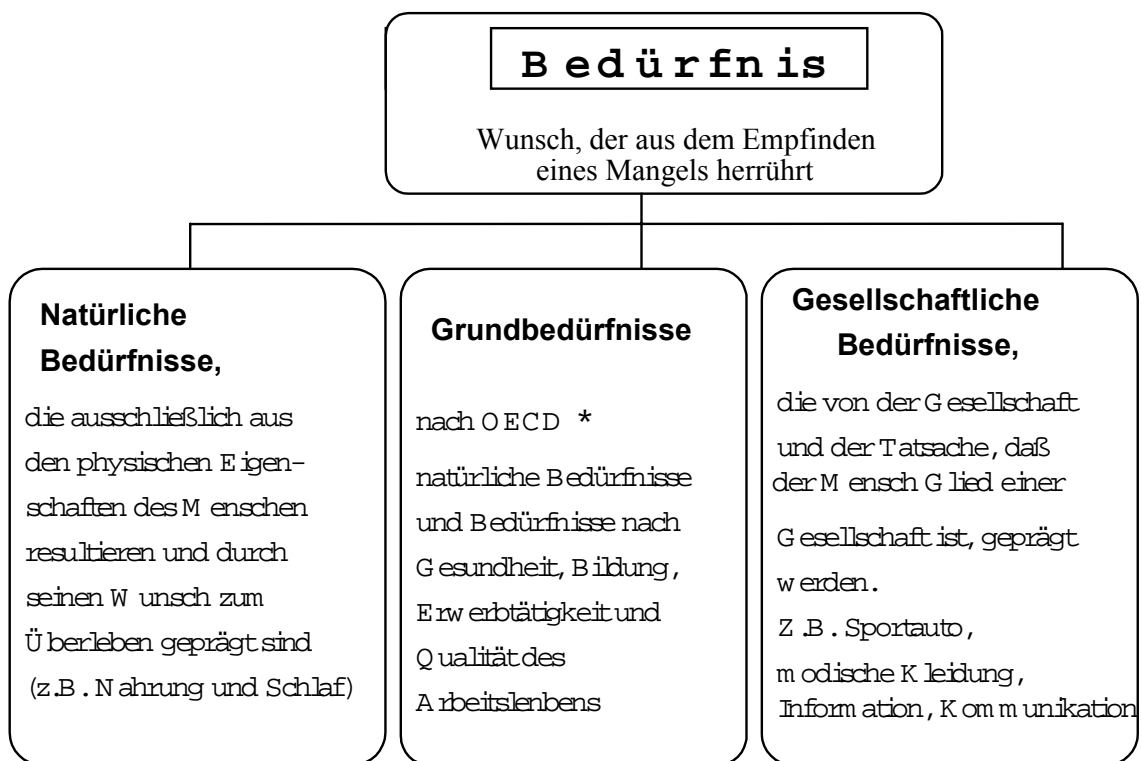 Bedürfnis
Wunsch, der aus dem Empfinden
eines Mangels herrührt
Natürliche
Bedürfnisse,
die ausschließlich aus
den physischen Eigen-
schaften des Menschen
resultieren und durch
seinen Wunsch zum
Überleben geprägt sind
(z.B. Nahrung und Schlaf)
Grundbedürfnisse
nach OECD *
natürliche Bedürfnisse
und Bedürfnisse nach
Gesundheit, Bildung,
Erwerbtätigkeit und
Qualität des
Arbeitslenbens
Gesellschaftliche
Bedürfnisse,
die von der Gesellschaft
und der Tatsache, daß
der Mensch Glied einer
Gesellschaft ist, geprägt
werden.
Z.B. Sportauto,
modische Kleidung,
Information, Kommunikation